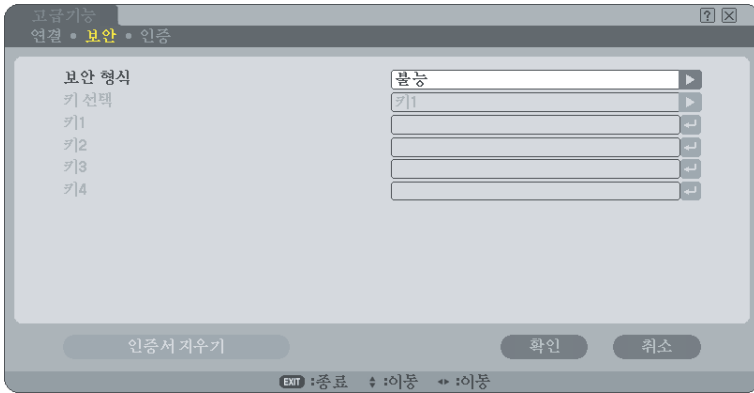 고급기능
연결 • 보안 • 인증
보안 형식 불능
키 선택 키1
키1
키2
키3
키4
인증서 지우기 확인 취소
EXIT :종료 :이동 :이동